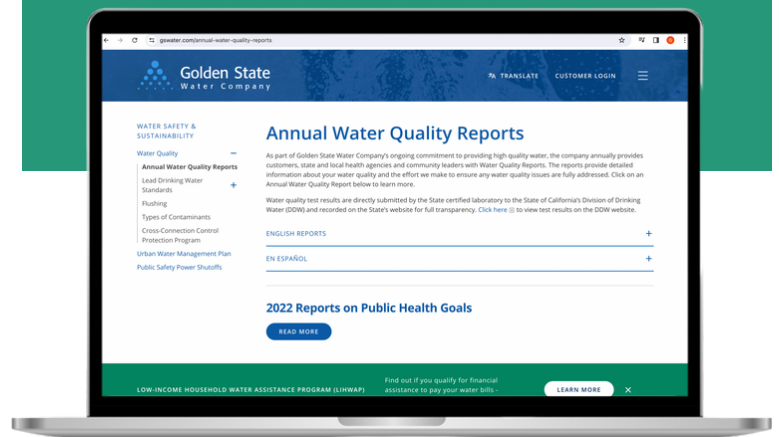 gswater.com/annual-water-quality-reports
Golden State
Water Company
TRANSLATE
CUSTOMER LOGIN
WATER SAFETY &
SUSTAINABILITY
Water Quality
Annual Water Quality Reports
Lead Drinking Water
Standards
Flushing
Types of Contaminants
Cross-Connection Control
Protection Program
Urban Water Management Plan
Public Safety Power Shutoffs
Annual Water Quality Reports
As part of Golden State Water Company's ongoing commitment to providing high quality water, the company annually provides
customers, state and local health agencies and community leaders with Water Quality Reports. The reports provide detailed
information about your water quality and the effort we make to ensure any water quality issues are fully addressed. Click on an
Annual Water Quality Report below to learn more.
Water quality test results are directly submitted by the State certified laboratory to the State of California's Division of Drinking
Water (DDW) and recorded on the State's website for full transparency. Click here to view test results on the DDW website.
ENGLISH REPORTS +
EN ESPAÑOL +
2022 Reports on Public Health Goals
READ MORE
LOW-INCOME HOUSEHOLD WATER ASSISTANCE PROGRAM (LIHWAP)
Find out if you qualify for financial
assistance to pay your water bills -
LEARN MORE